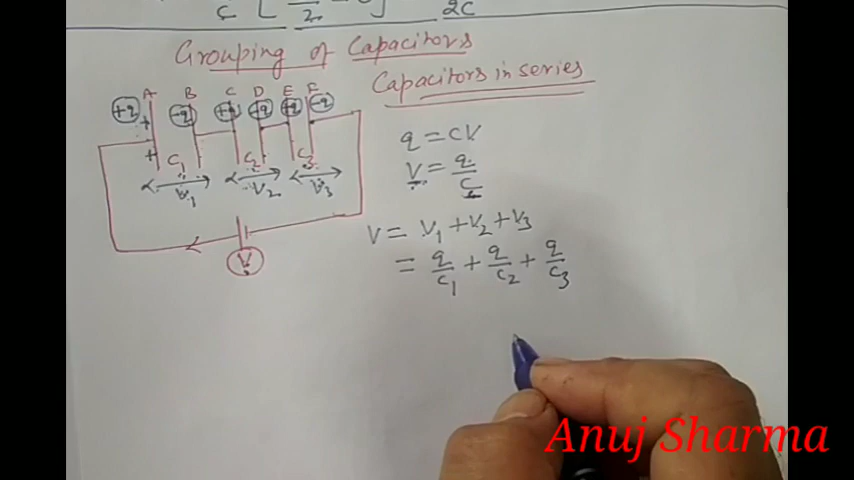 Grouping of Capacitors
Capacitors in series
A B C D E F
+q -q +q -q +q -q
+
+
C₁ C₂ C₃
V₁ V₂ V₃
V
q = CV
V = q/C
V = V₁ + V₂ + V₃
= q/C₁ + q/C₂ + q/C₃
Anuj Sharma